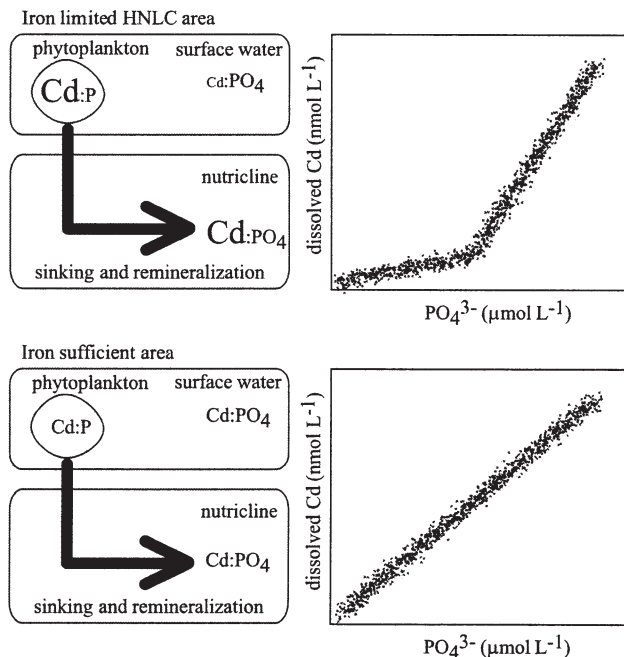 Iron limited HNLC area
phytoplankton surface water
Cd:P
Cd:PO4
nutricline
Cd:PO4
sinking and remineralization
dissolved Cd (nmol L-1)
PO43- (μmol L-1)
Iron sufficient area
phytoplankton surface water
Cd:P
Cd:PO4
nutricline
Cd:PO4
sinking and remineralization
dissolved Cd (nmol L-1)
PO43- (μmol L-1)